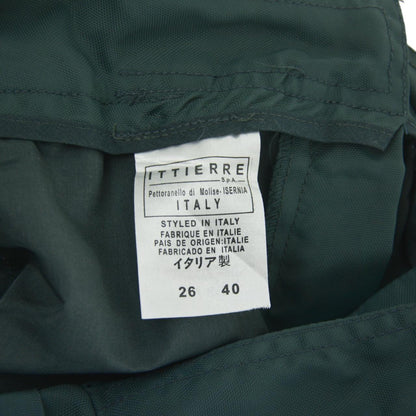 ITTIERRE
S.p.A.
Pettoranello di Molise-ISERNIA
ITALY
STYLED IN ITALY
FABRIQUE EN ITALIE
PAIS DE ORIGEN:ITALIE
FABRICADO EN ITALIA
イタリア製
26 40